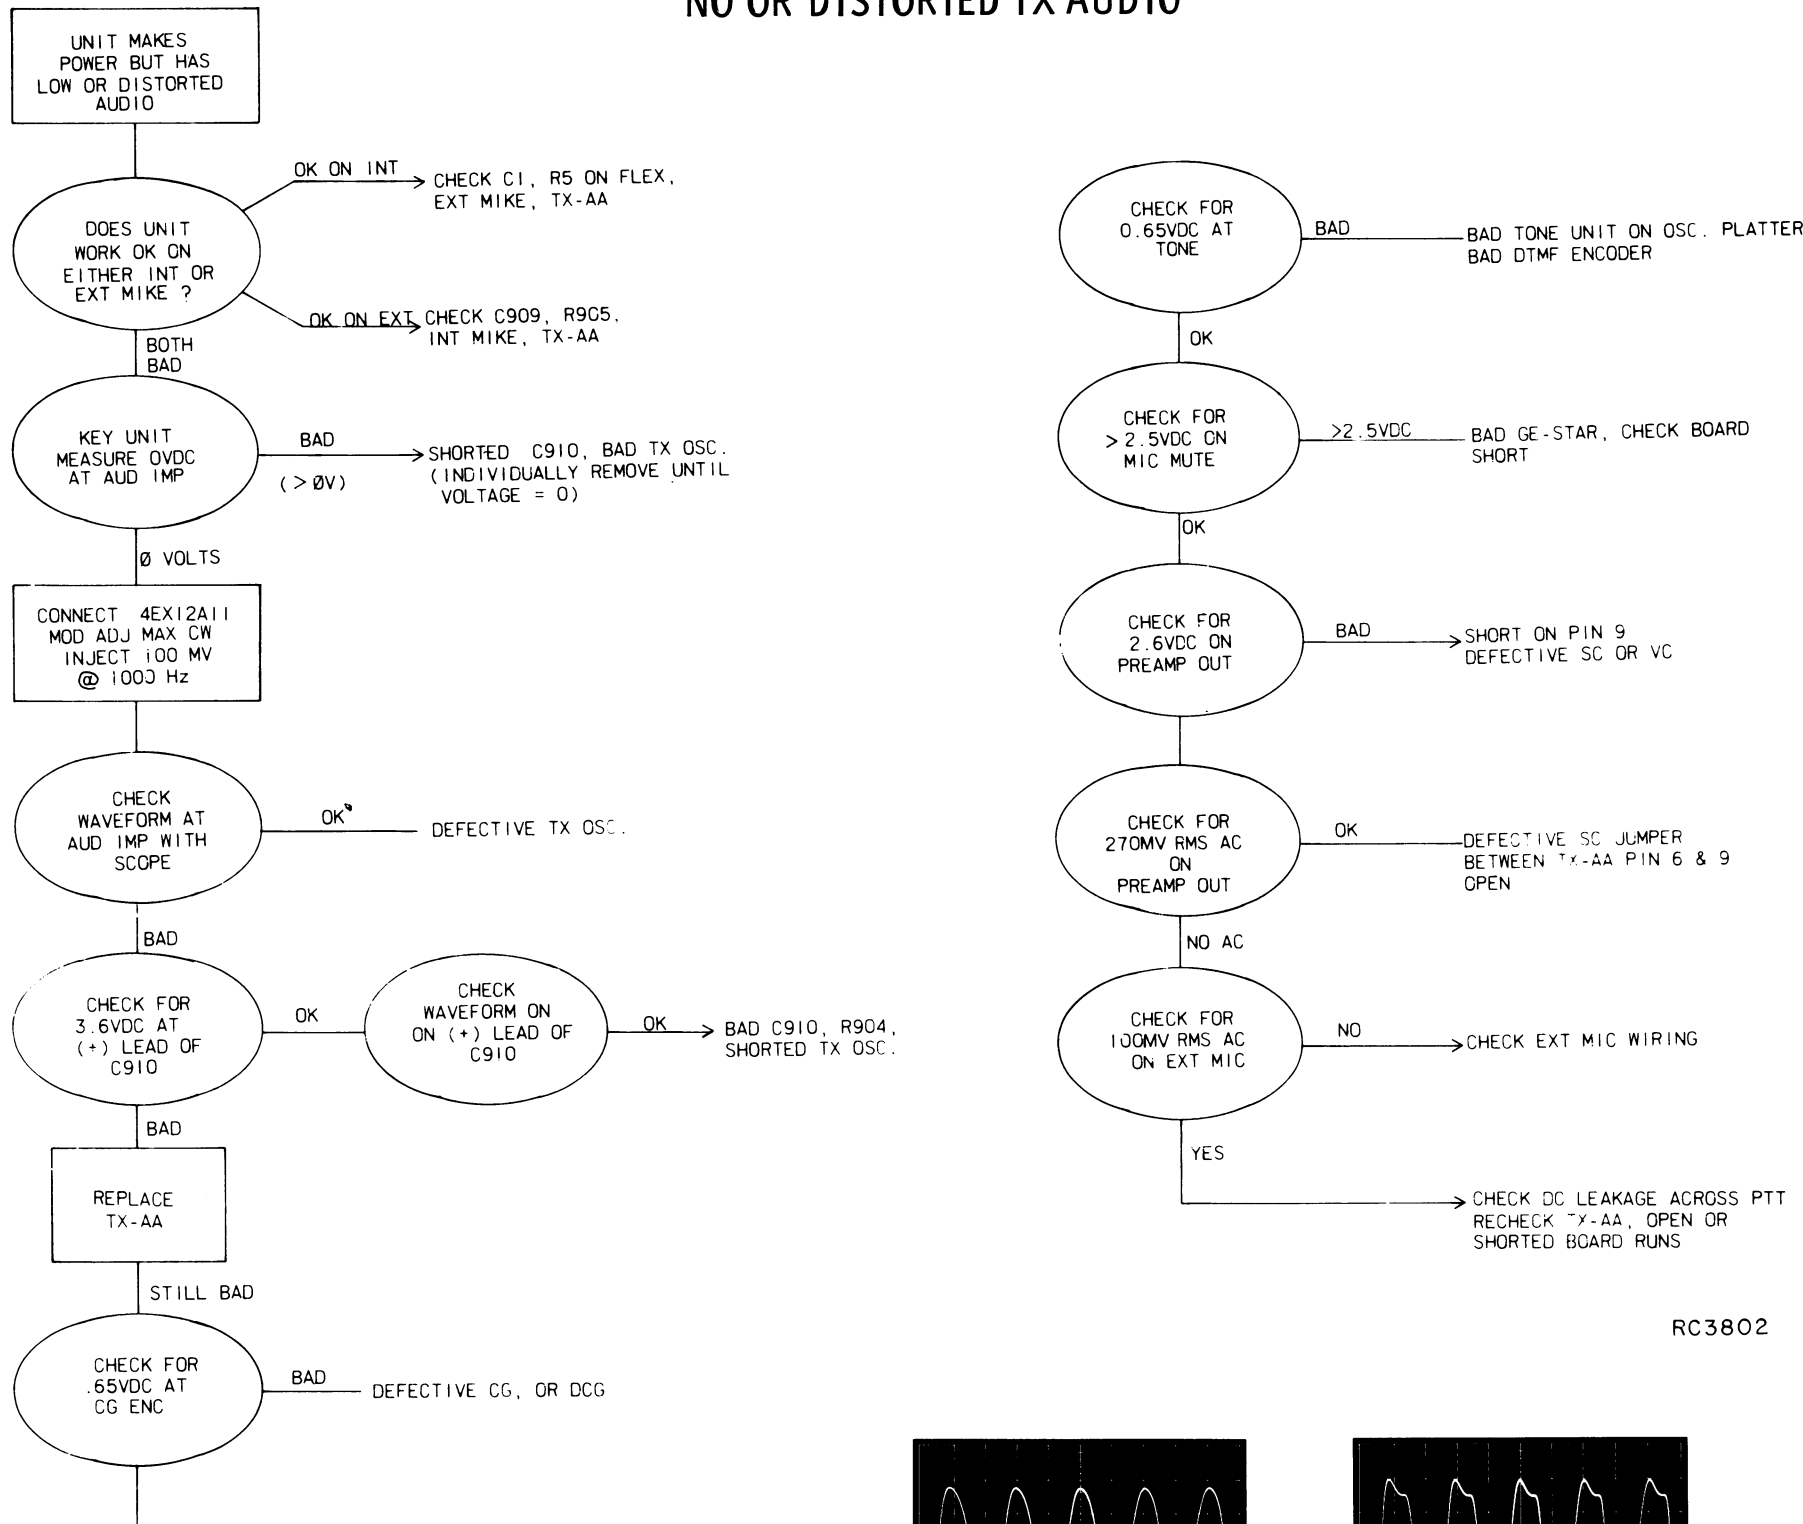 NO OR DISTORTED TX AUDIO
UNIT MAKES
POWER BUT HAS
LOW OR DISTORTED
AUDIO
DOES UNIT
WORK OK ON
EITHER INT OR
EXT MIKE ?
OK ON INT
CHECK C1, R5 ON FLEX,
EXT MIKE, TX-AA
OK ON EXT
CHECK C909, R905,
INT MIKE, TX-AA
BOTH
BAD
KEY UNIT
MEASURE 0VDC
AT AUD IMP
BAD
(>ØV)
SHORTED C910, BAD TX OSC.
(INDIVIDUALLY REMOVE UNTIL
VOLTAGE = 0)
Ø VOLTS
CONNECT 4EX12A11
MOD ADJ MAX CW
INJECT 100 MV
@ 1000 Hz
CHECK
WAVEFORM AT
AUD IMP WITH
SCOPE
OK
DEFECTIVE TX OSC.
BAD
CHECK FOR
3.6VDC AT
(+) LEAD OF
C910
OK
CHECK
WAVEFORM ON
ON (+) LEAD OF
C910
OK
BAD C910, R904,
SHORTED TX OSC.
BAD
REPLACE
TX-AA
STILL BAD
CHECK FOR
.65VDC AT
CG ENC
BAD
DEFECTIVE CG, OR DCG
CHECK FOR
0.65VDC AT
TONE
BAD
BAD TONE UNIT ON OSC. PLATTER
BAD DTMF ENCODER
OK
CHECK FOR
>2.5VDC ON
MIC MUTE
>2.5VDC
BAD GE-STAR, CHECK BOARD
SHORT
OK
CHECK FOR
2.6VDC ON
PREAMP OUT
BAD
SHORT ON PIN 9
DEFECTIVE SC OR VC
CHECK FOR
270MV RMS AC
ON
PREAMP OUT
OK
DEFECTIVE SC JUMPER
BETWEEN TX-AA PIN 6 & 9
OPEN
NO AC
CHECK FOR
100MV RMS AC
ON EXT MIC
NO
CHECK EXT MIC WIRING
YES
CHECK DC LEAKAGE ACROSS PTT
RECHECK TX-AA, OPEN OR
SHORTED BOARD RUNS
RC3802